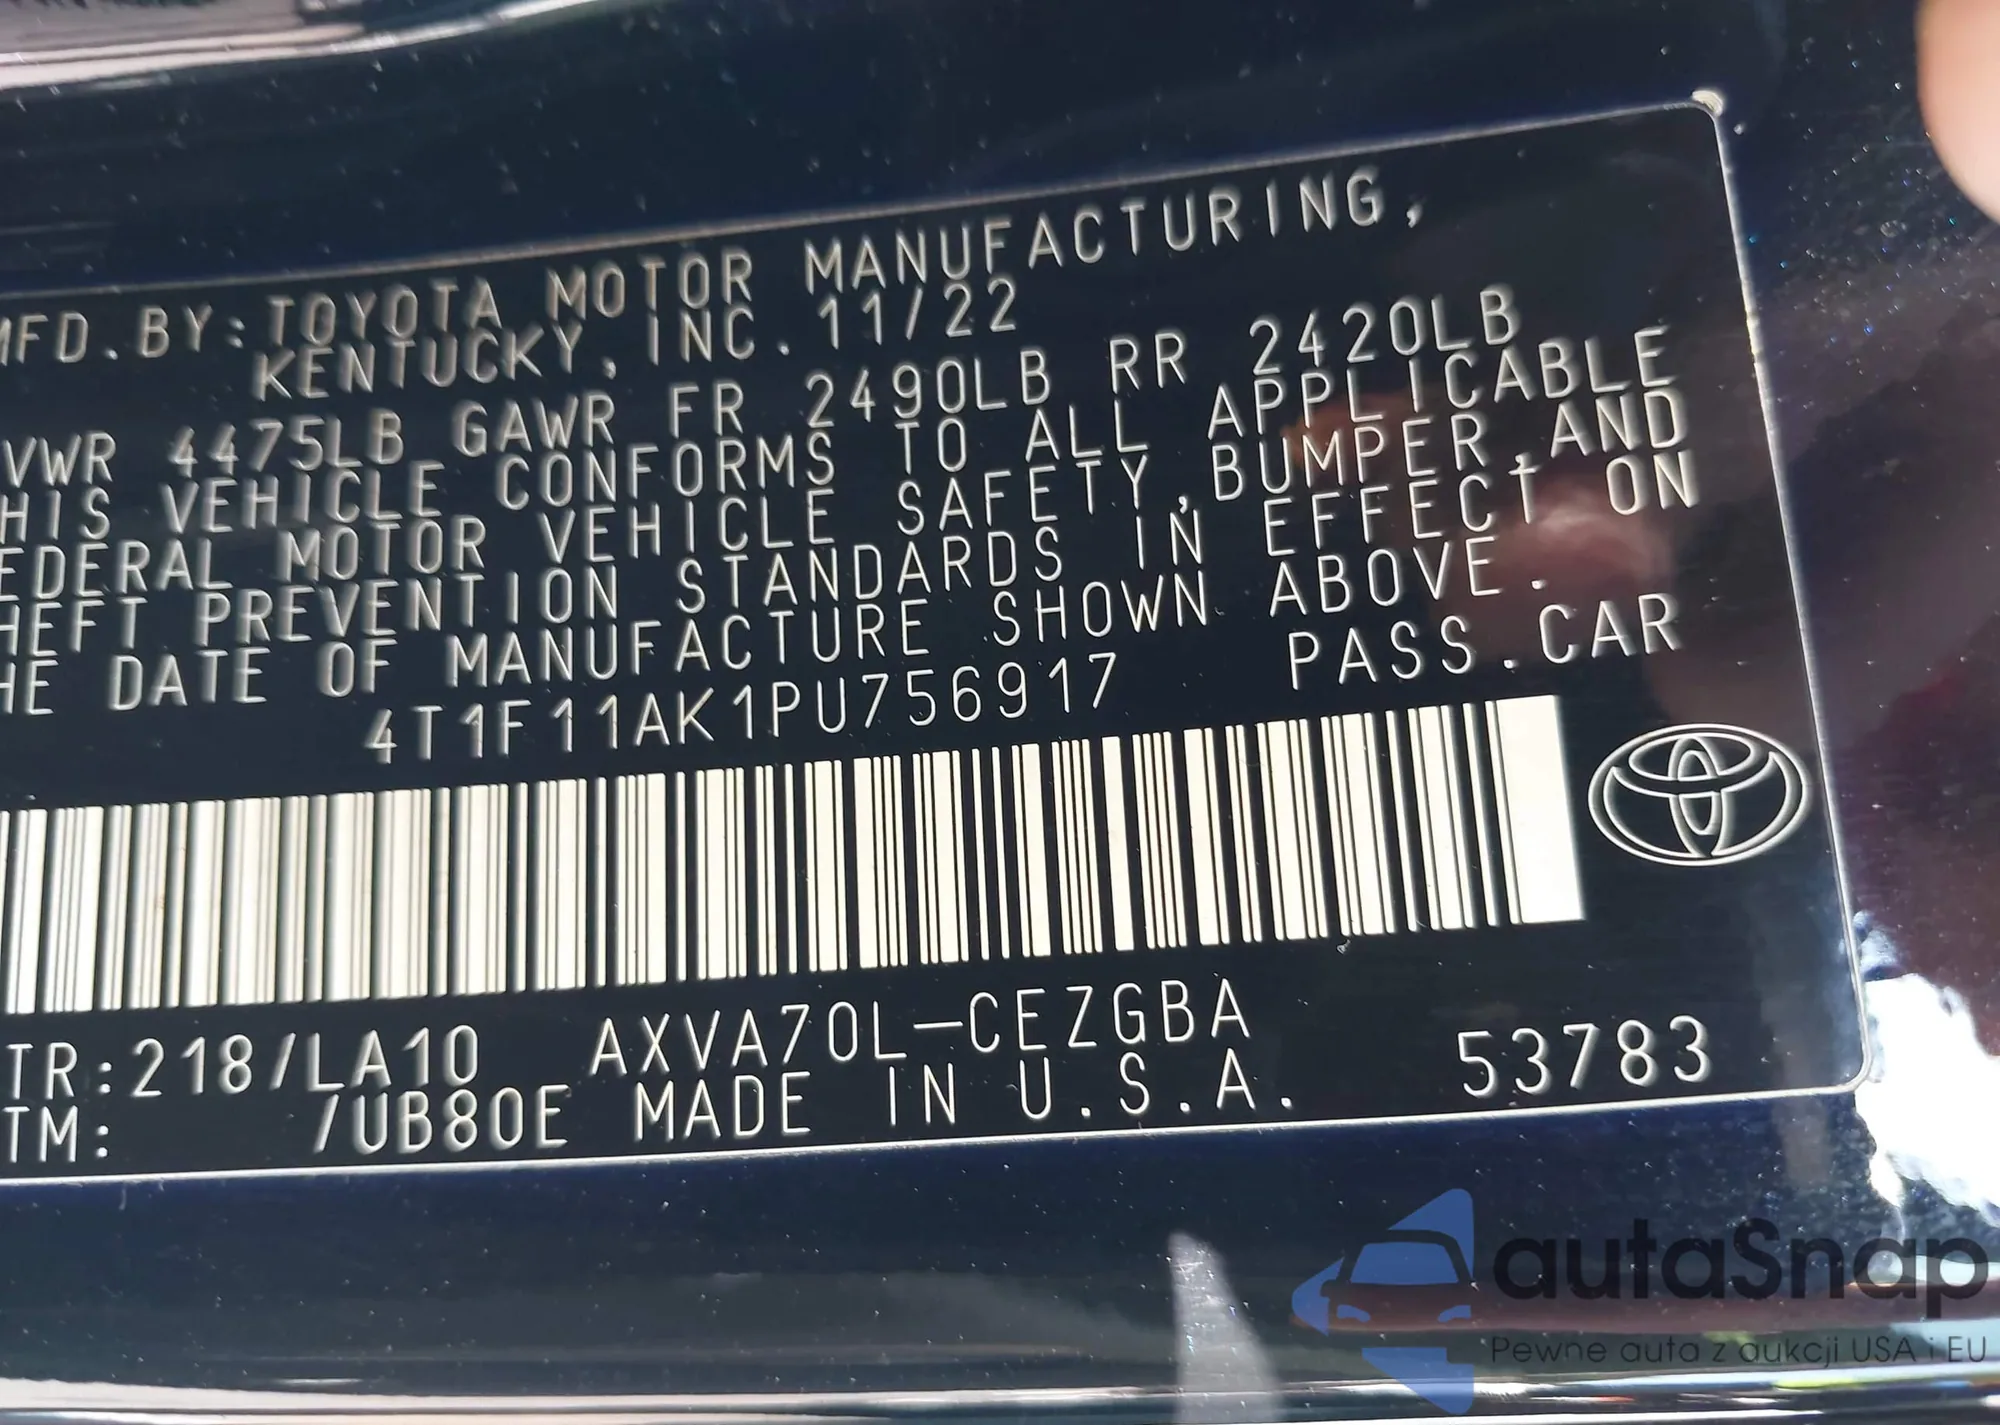 MFD.BY:TOYOTA MOTOR MANUFACTURING,
KENTUCKY, INC. 11/22
VWR 4475LB GAWR FR 2490LB RR 2420LB
HIS VEHICLE CONFORMS TO ALL APPLICABLE
EDERAL MOTOR VEHICLE SAFETY,BUMPER,AND
HEFT PREVENTION STANDARDS IN EFFECT ON
HE DATE OF MANUFACTURE SHOWN ABOVE.
4T1F11AK1PU756917 PASS.CAR
TR:218/LA10 AXVA70L-CEZGBA
TM: /UB80E MADE IN U.S.A. 53783
autaSnap
Pewne auta z aukcji USA i EU